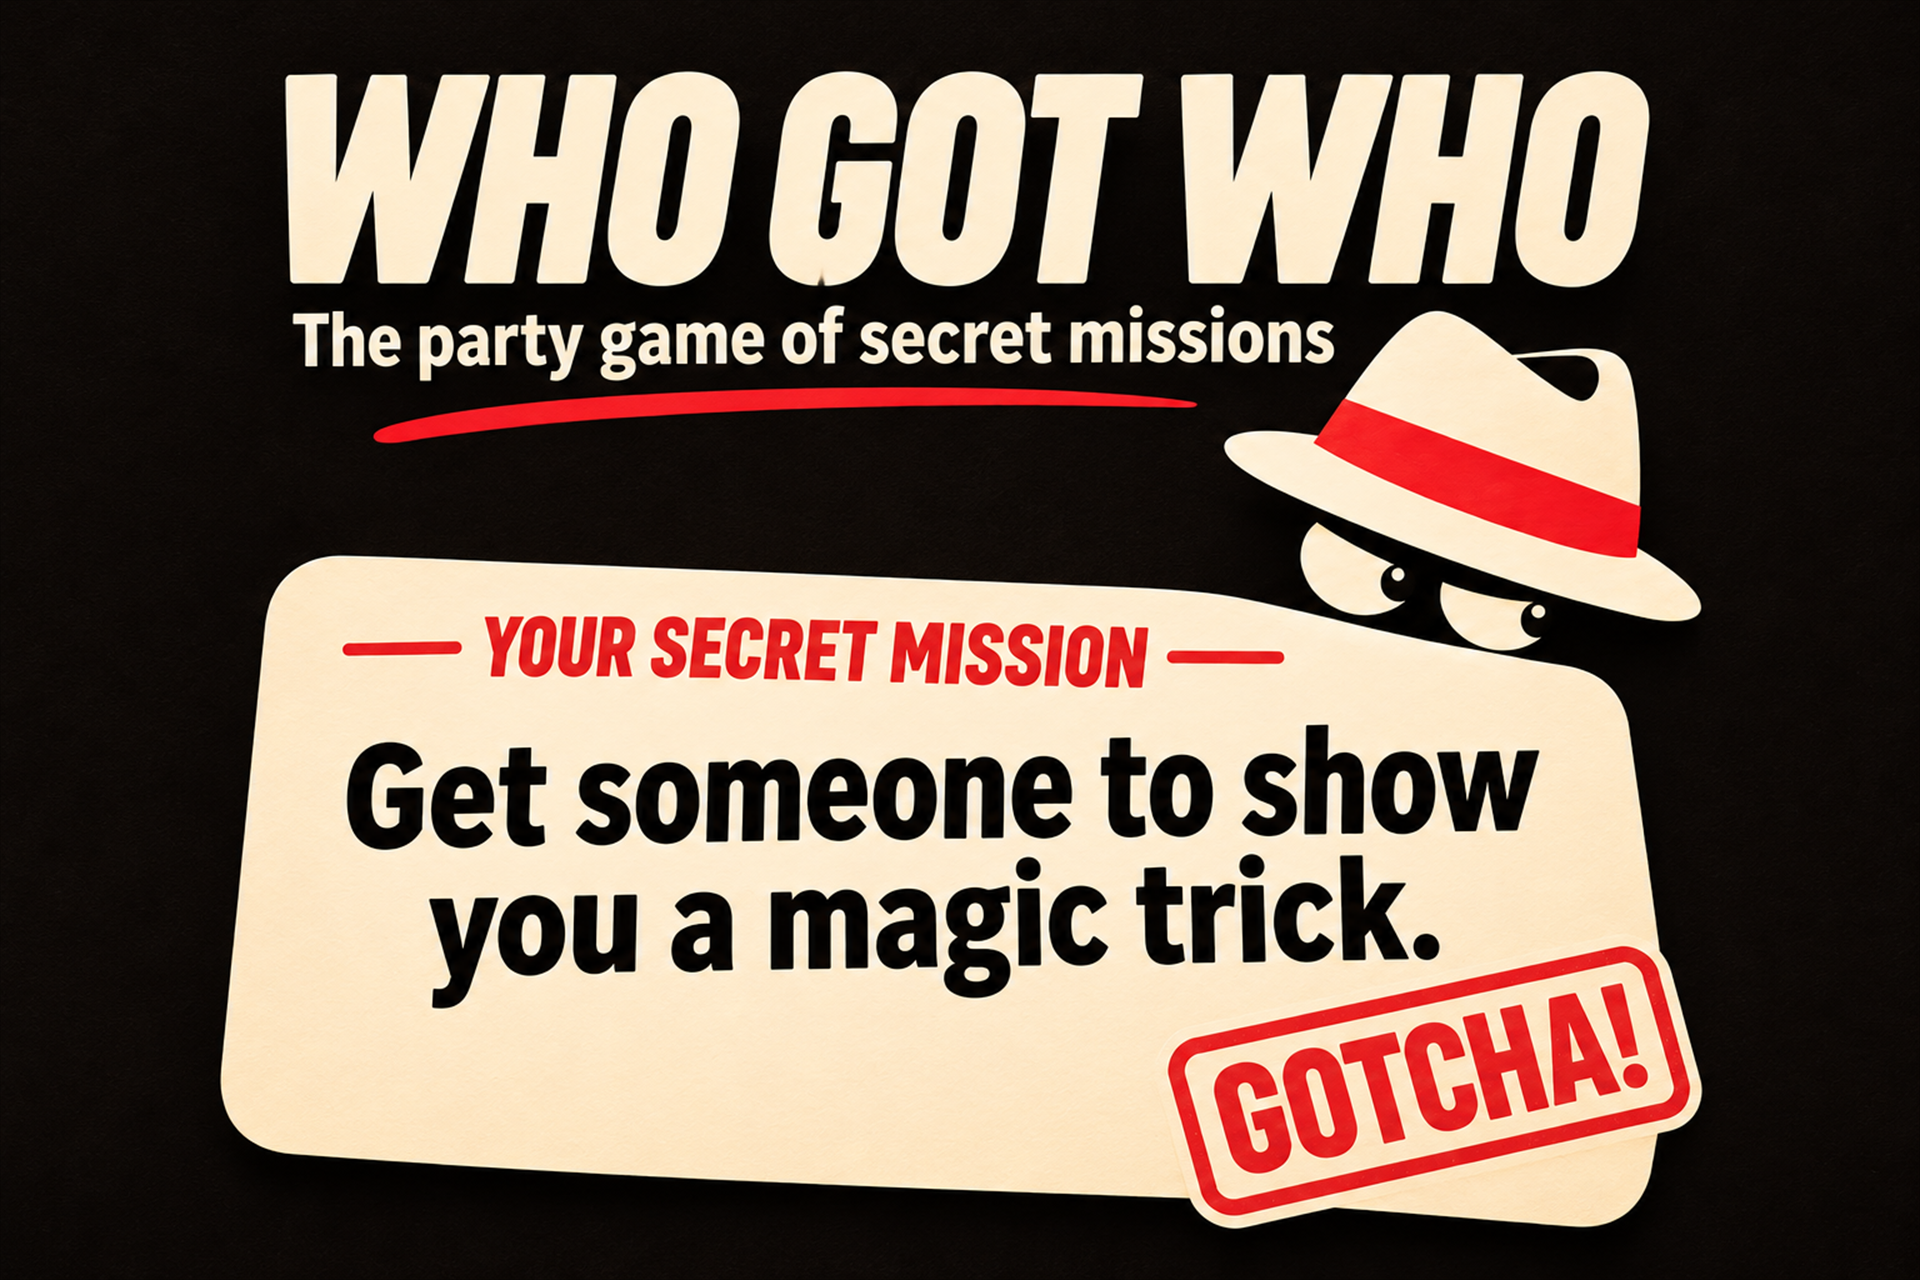 WHO GOT WHO
The party game of secret missions
YOUR SECRET MISSION
Get someone to show
you a magic trick.
GOTCHA!